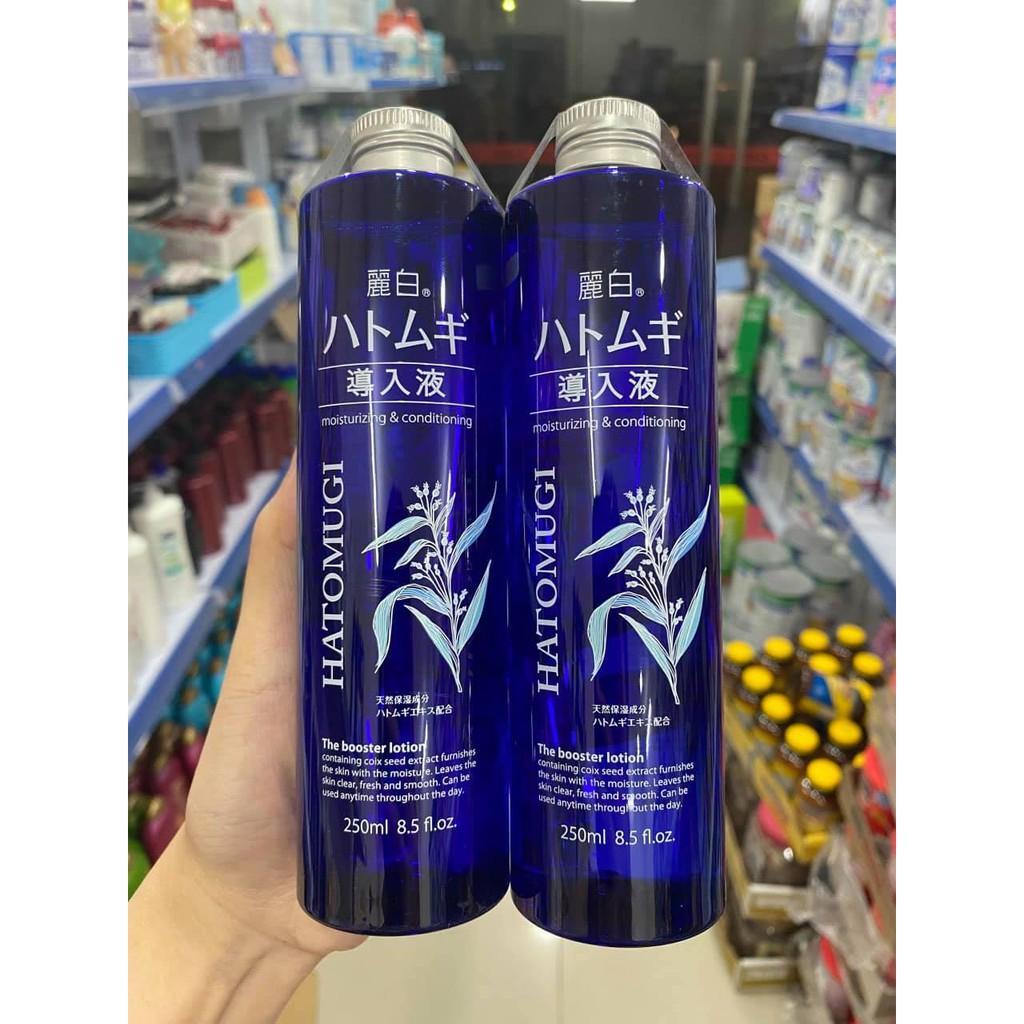 麗白®
ハトムギ
導入液
moisturizing & conditioning
HATOMUGI
天然保湿成分
ハトムギエキス配合
The booster lotion
containing coix seed extract furnishes
the skin with the moisture. Leaves the
skin clear, fresh and smooth. Can be
used anytime throughout the day.
250ml 8.5 fl.oz.
麗白®
ハトムギ
導入液
moisturizing & conditioning
HATOMUGI
天然保湿成分
ハトムギエキス配合
The booster lotion
containing coix seed extract furnishes
the skin with the moisture. Leaves the
skin clear, fresh and smooth. Can be
used anytime throughout the day.
250ml 8.5 fl.oz.